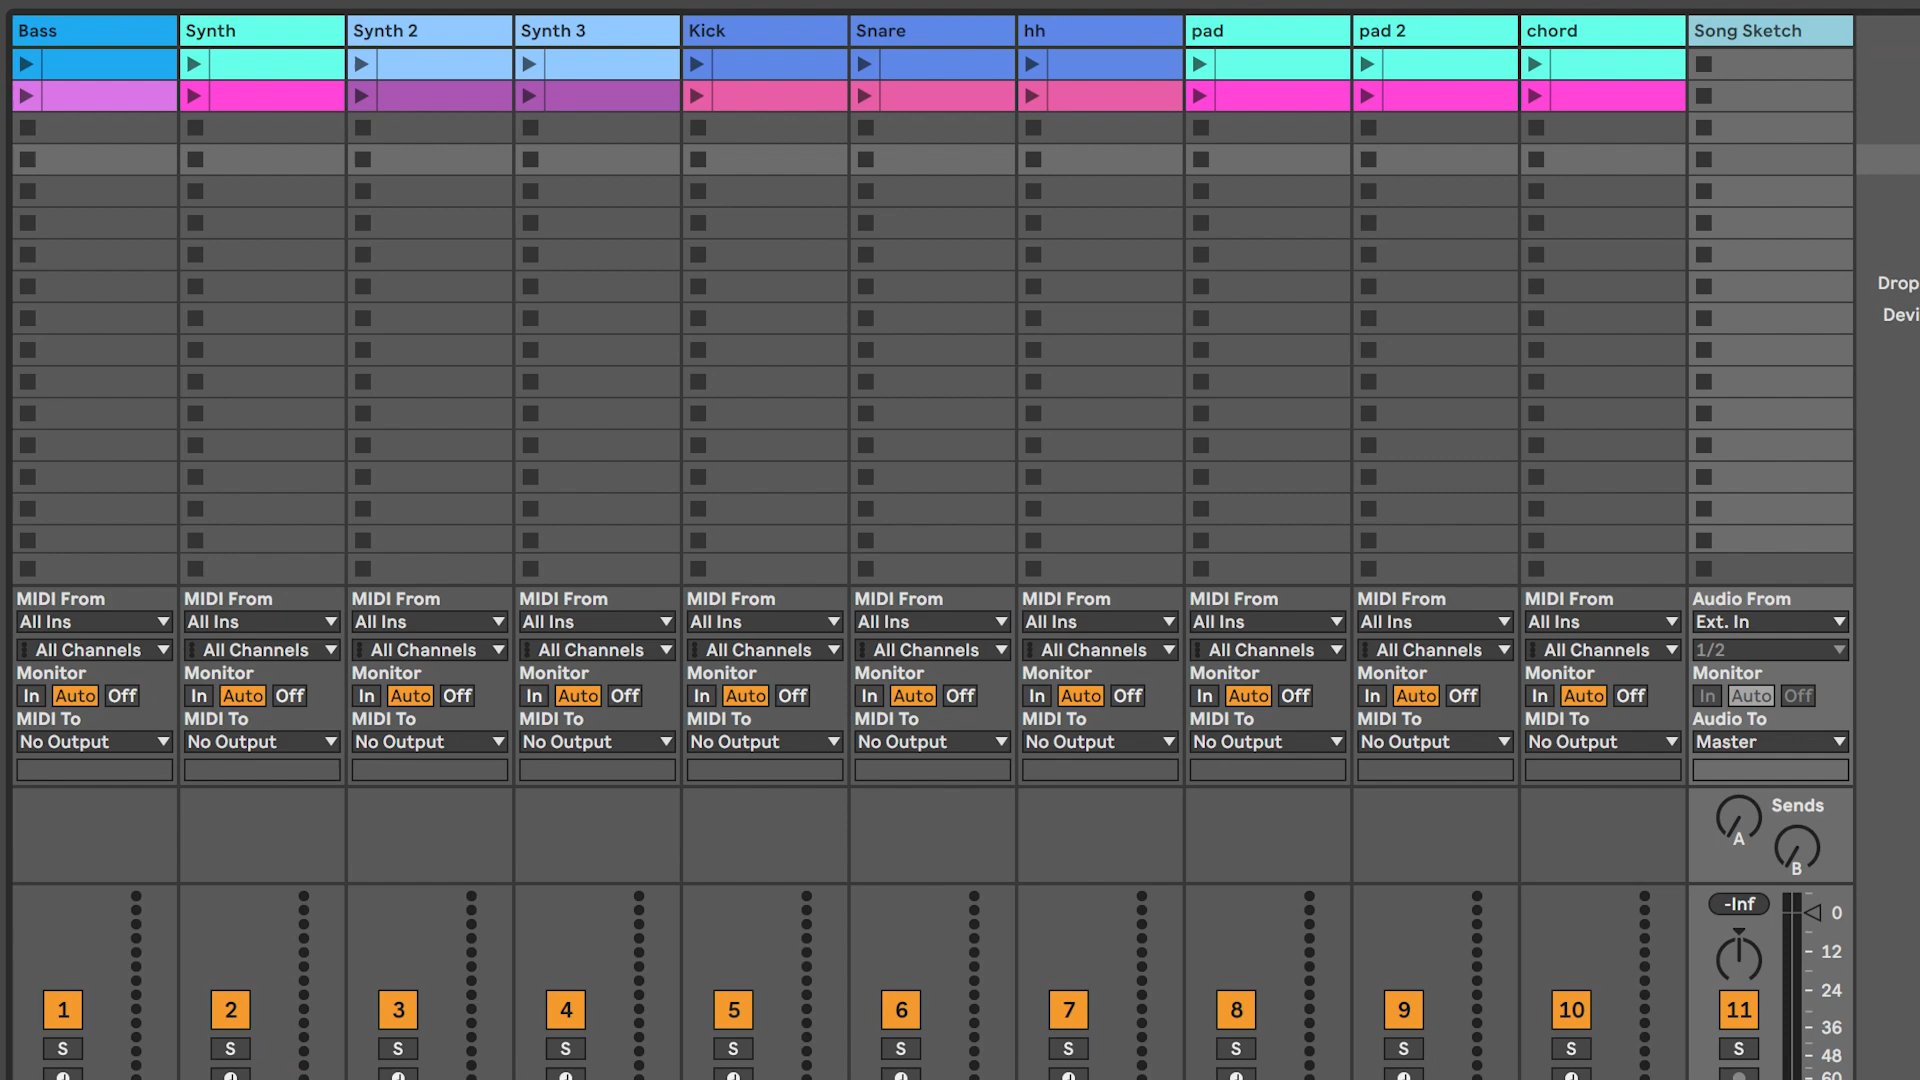 Bass Synth Synth 2 Synth 3 Kick Snare hh pad pad 2 chord Song Sketch
Drop
Devi
MIDI From MIDI From MIDI From MIDI From MIDI From MIDI From MIDI From MIDI From MIDI From MIDI From Audio From
All Ins All Ins All Ins All Ins All Ins All Ins All Ins All Ins All Ins All Ins Ext. In
All Channels All Channels All Channels All Channels All Channels All Channels All Channels All Channels All Channels All Channels 1/2
Monitor Monitor Monitor Monitor Monitor Monitor Monitor Monitor Monitor Monitor Monitor
In Auto Off In Auto Off In Auto Off In Auto Off In Auto Off In Auto Off In Auto Off In Auto Off In Auto Off In Auto Off In Auto Off
MIDI To MIDI To MIDI To MIDI To MIDI To MIDI To MIDI To MIDI To MIDI To MIDI To Audio To
No Output No Output No Output No Output No Output No Output No Output No Output No Output No Output Master
Sends
A
B
-Inf 0
12
24
1 2 3 4 5 6 7 8 9 10 11
36
S S S S S S S S S S S
48
60